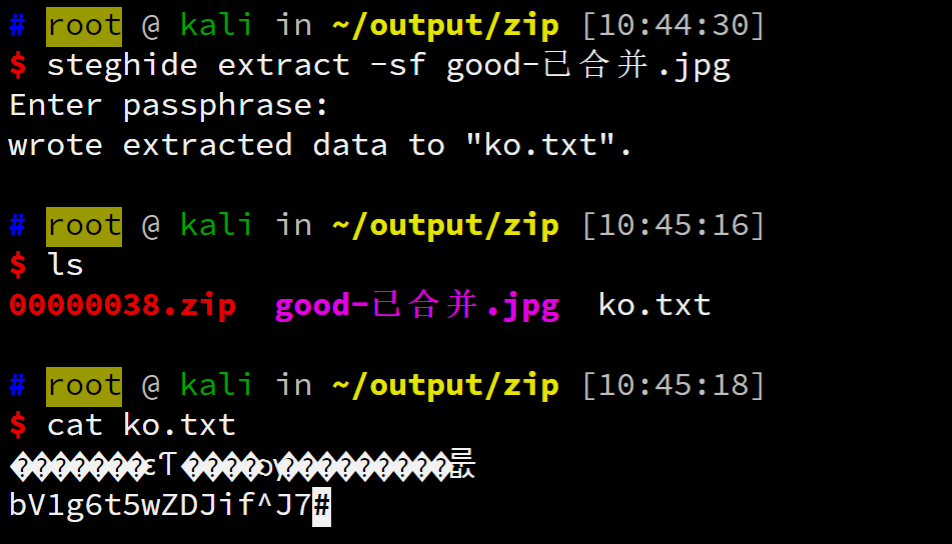 # root @ kali in ~/output/zip [10:44:30]
$ steghide extract -sf good-已合并.jpg
Enter passphrase:
wrote extracted data to "ko.txt".
# root @ kali in ~/output/zip [10:45:16]
$ ls
00000038.zip good-已合并.jpg ko.txt
# root @ kali in ~/output/zip [10:45:18]
$ cat ko.txt
bV1g6t5wZDJif^J7#